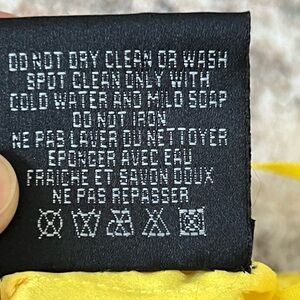 DO NOT DRY CLEAN OR WASH
SPOT CLEAN ONLY WITH
COLD WATER AND MILD SOAP
DO NOT IRON
NE PAS LAVER OU NETTOYER
EPONGER AVEC EAU
FRAICHE ET SAVON DOUX
NE PAS REPASSER